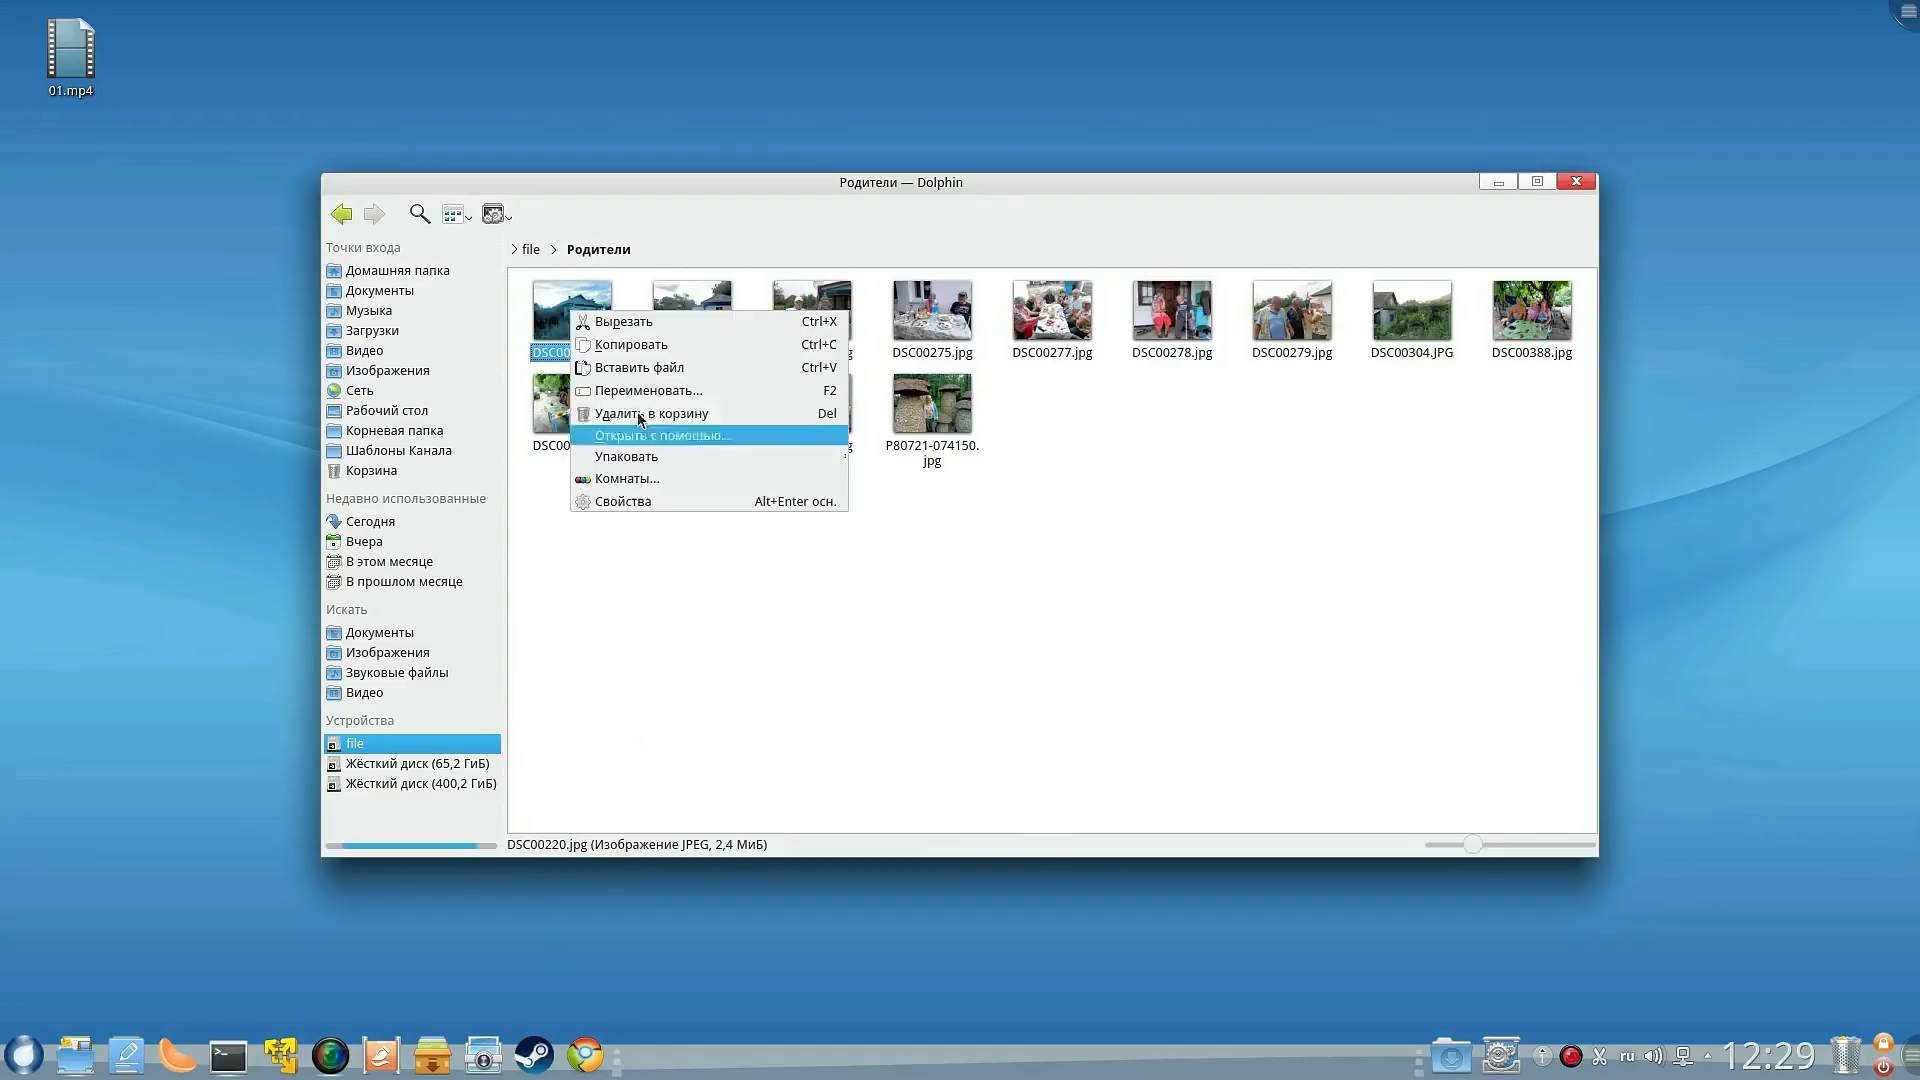 01.mp4
Родители — Dolphin
Точки входа
Домашняя папка
Документы
Музыка
Загрузки
Видео
Изображения
Сеть
Рабочий стол
Корневая папка
Шаблоны Канала
Корзина
Недавно использованные
Сегодня
Вчера
В этом месяце
В прошлом месяце
Искать
Документы
Изображения
Звуковые файлы
Видео
Устройства
file
Жёсткий диск (65,2 ГиБ)
Жёсткий диск (400,2 ГиБ)
file
Родители
DSC00
g
DSC00275.jpg
DSC00277.jpg
DSC00278.jpg
DSC00279.jpg
DSC00304.JPG
DSC00388.jpg
DSC00
g
P80721-074150.
jpg
Вырезать Ctrl+X
Копировать Ctrl+C
Вставить файл Ctrl+V
Переименовать... F2
Удалить в корзину Del
Открыть с помощью...
Упаковать
Комнаты...
Свойства Alt+Enter осн.
DSC00220.jpg (Изображение JPEG, 2,4 МиБ)
ru
12:29